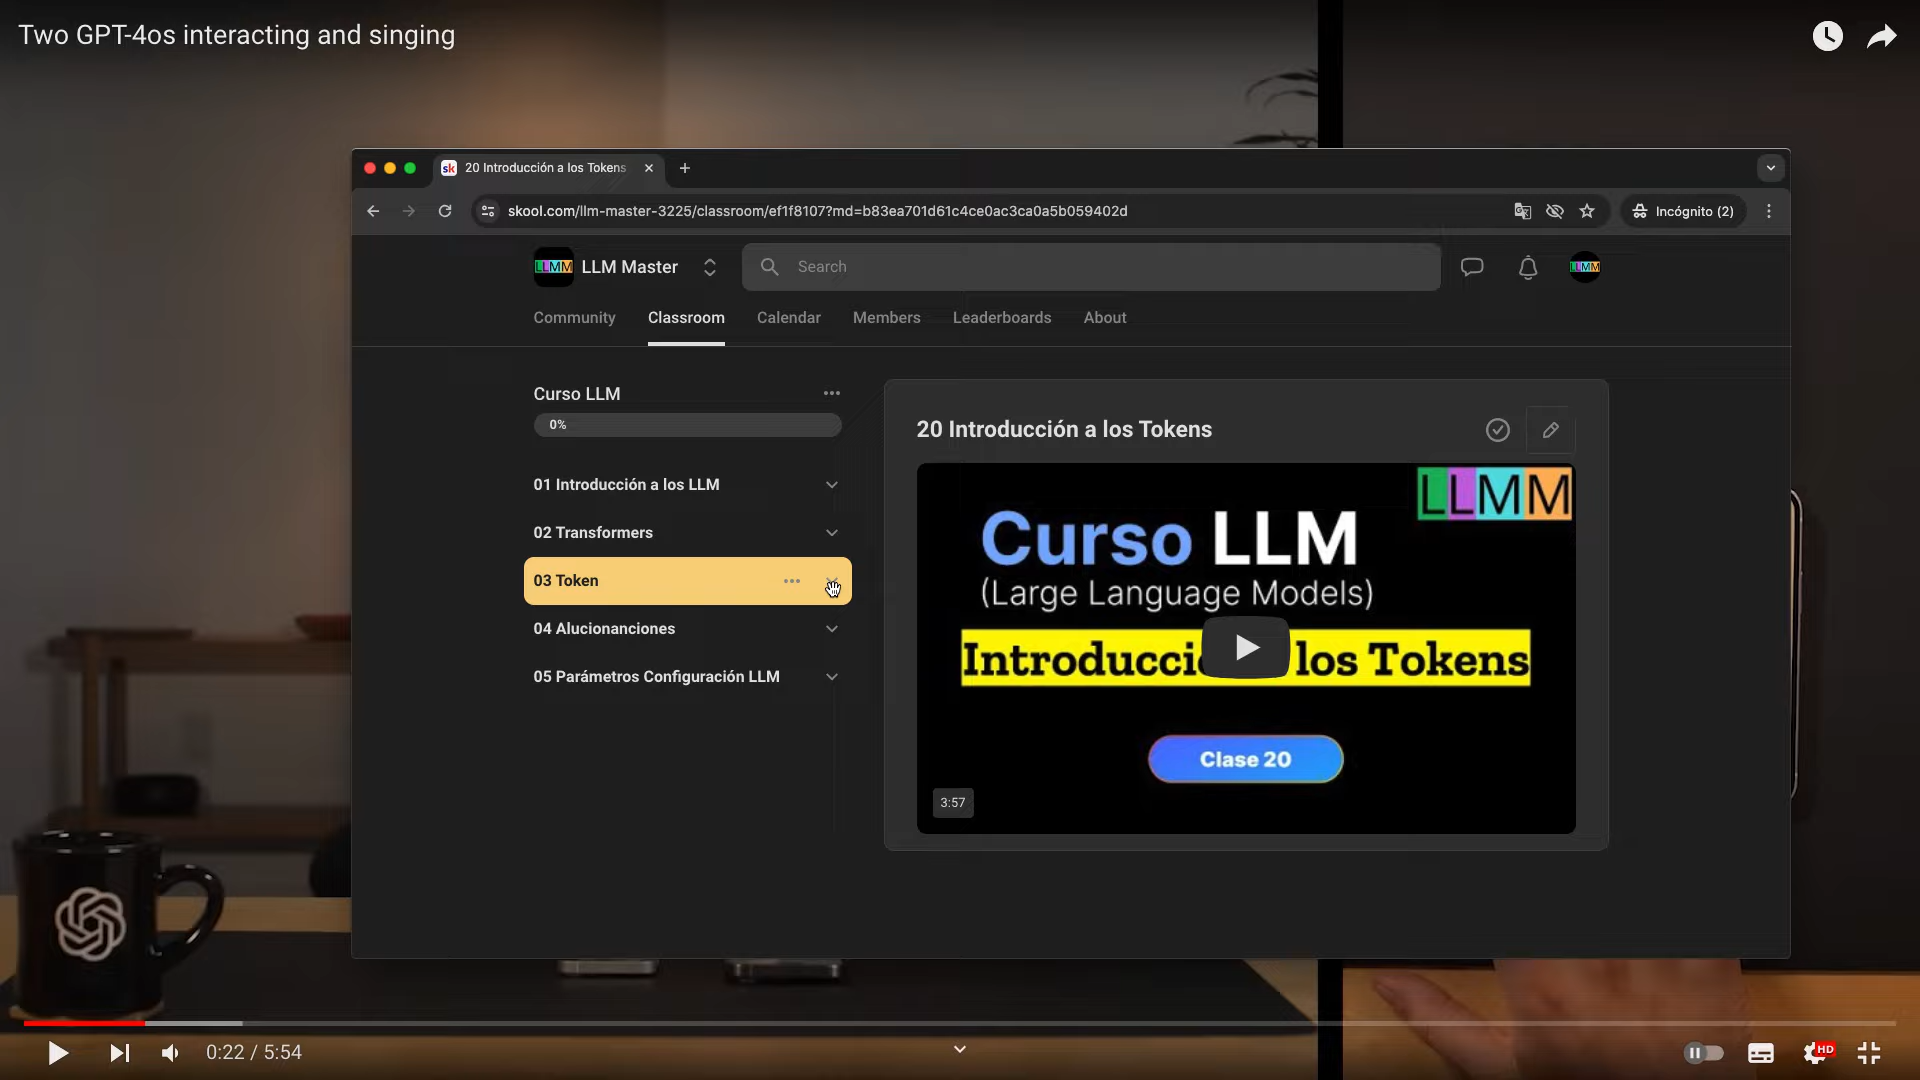 Two GPT-4os interacting and singing
sk 20 Introducción a los Tokens
skool.com/llm-master-3225/classroom/ef1f8107?md=b83ea701d61c4ce0ac3ca0a5b059402d
Incógnito (2)
LLMM LLM Master
Search
LLMM
Community Classroom Calendar Members Leaderboards About
Curso LLM
0%
01 Introducción a los LLM
02 Transformers
03 Token
04 Alucionanciones
05 Parámetros Configuración LLM
20 Introducción a los Tokens
LLMM
Curso LLM
(Large Language Models)
los Tokens
Clase 20
3:57
0:22 / 5:54
HD